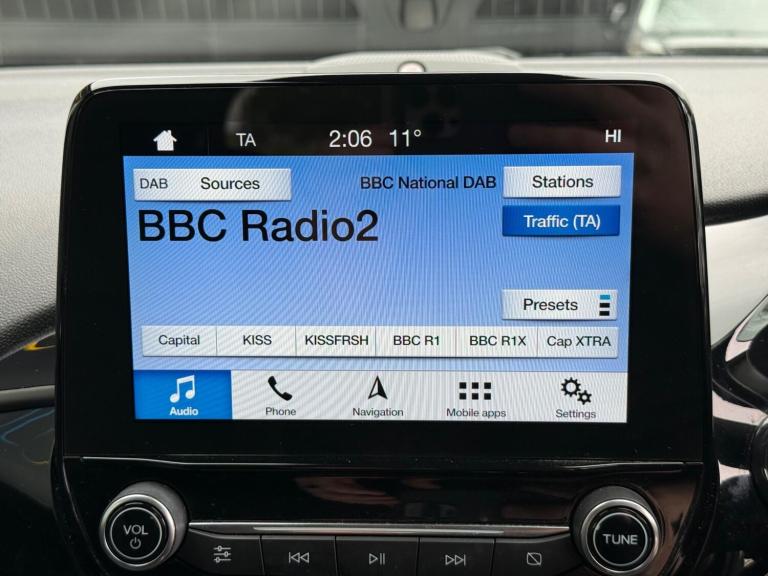 TA 2:06 11° HI
DAB Sources BBC National DAB Stations
BBC Radio2 Traffic (TA)
Presets
Capital KISS KISSFRSH BBC R1 BBC R1X Cap XTRA
Audio Phone Navigation Mobile apps Settings
VOL TUNE